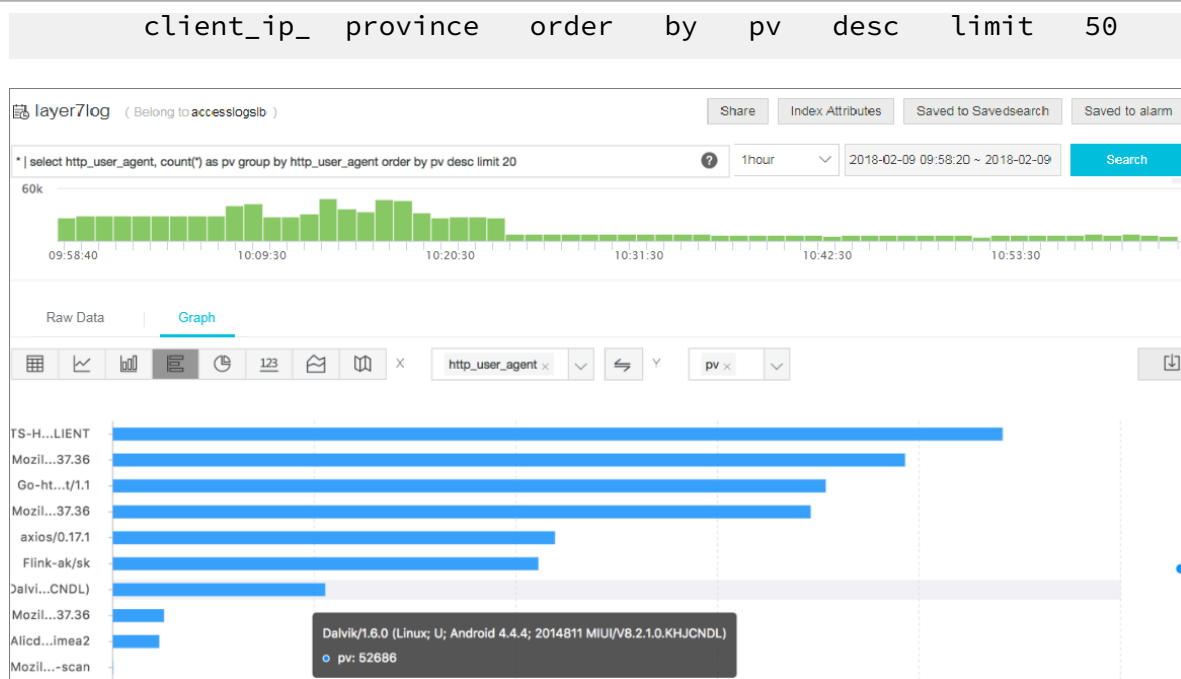 client_ip_ province order by pv desc limit 50
layer7log ( Belong to accesslogslb ) Share Index Attributes Saved to Savedsearch Saved to alarm
* | select http_user_agent, count(*) as pv group by http_user_agent order by pv desc limit 20 ? 1hour 2018-02-09 09:58:20 ~ 2018-02-09 Search
60k
09:58:40 10:09:30 10:20:30 10:31:30 10:42:30 10:53:30
Raw Data Graph
123 X http_user_agent × Y pv ×
TS-H...LIENT
Mozil...37.36
Go-ht...t/1.1
Mozil...37.36
axios/0.17.1
Flink-ak/sk
Dalvi...CNDL)
Mozil...37.36
Alicd...imea2
Mozil...-scan
Dalvik/1.6.0 (Linux; U; Android 4.4.4; 2014811 MIUI/V8.2.1.0.KHJCNDL)
pv: 52686